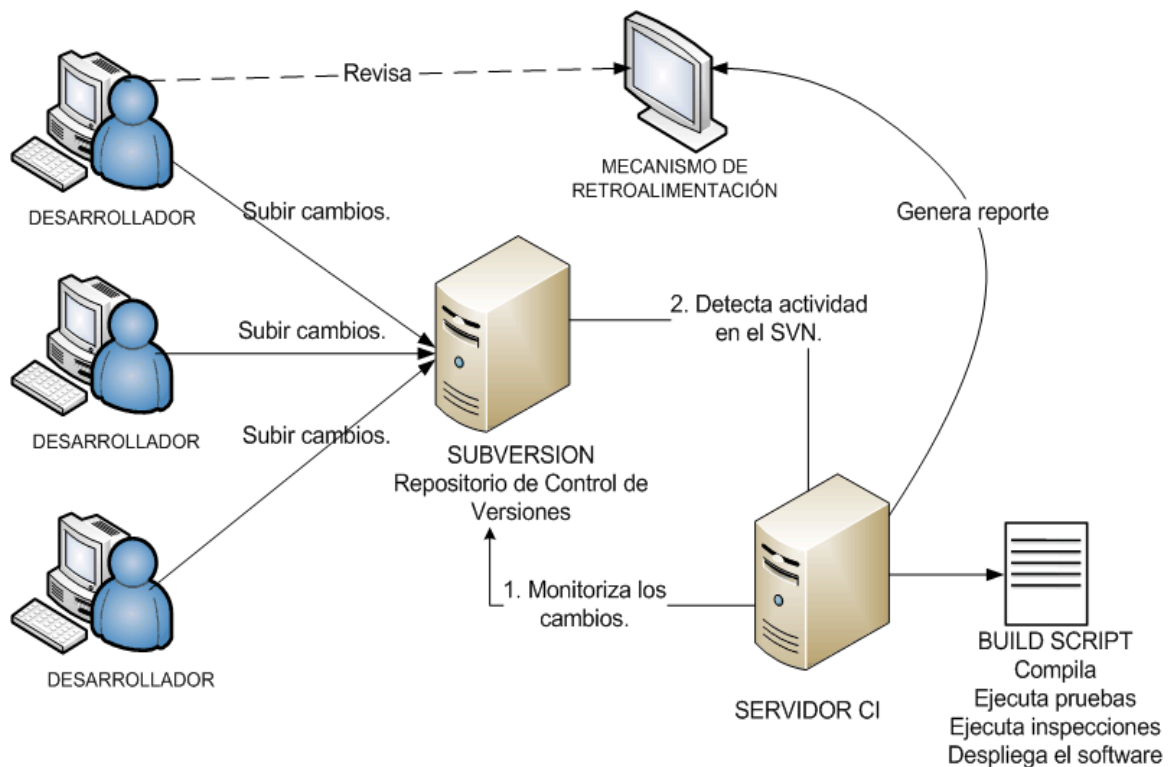 Revisa
MECANISMO DE
RETROALIMENTACIÓN
DESARROLLADOR
Subir cambios.
Genera reporte
2. Detecta actividad
en el SVN.
Subir cambios.
DESARROLLADOR
Subir cambios.
SUBVERSION
Repositorio de Control de
Versiones
1. Monitoriza los
cambios.
DESARROLLADOR
SERVIDOR CI
BUILD SCRIPT
Compila
Ejecuta pruebas
Ejecuta inspecciones
Despliega el software